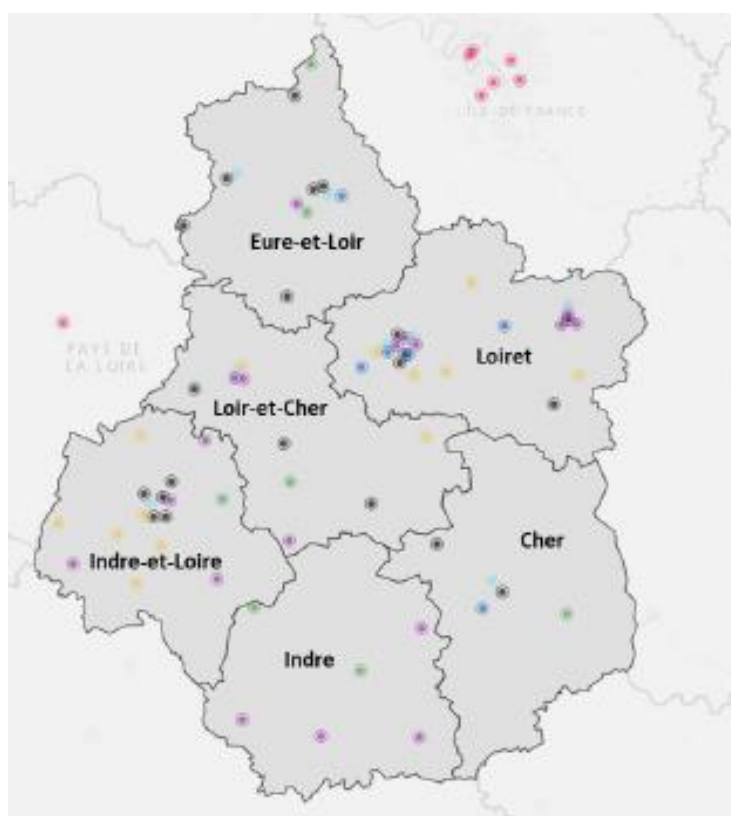 ÎLE-DE-FRANCE
Eure-et-Loir
PAYS DE
LA LOIRE
Loiret
Loir-et-Cher
Cher
Indre-et-Loire
Indre